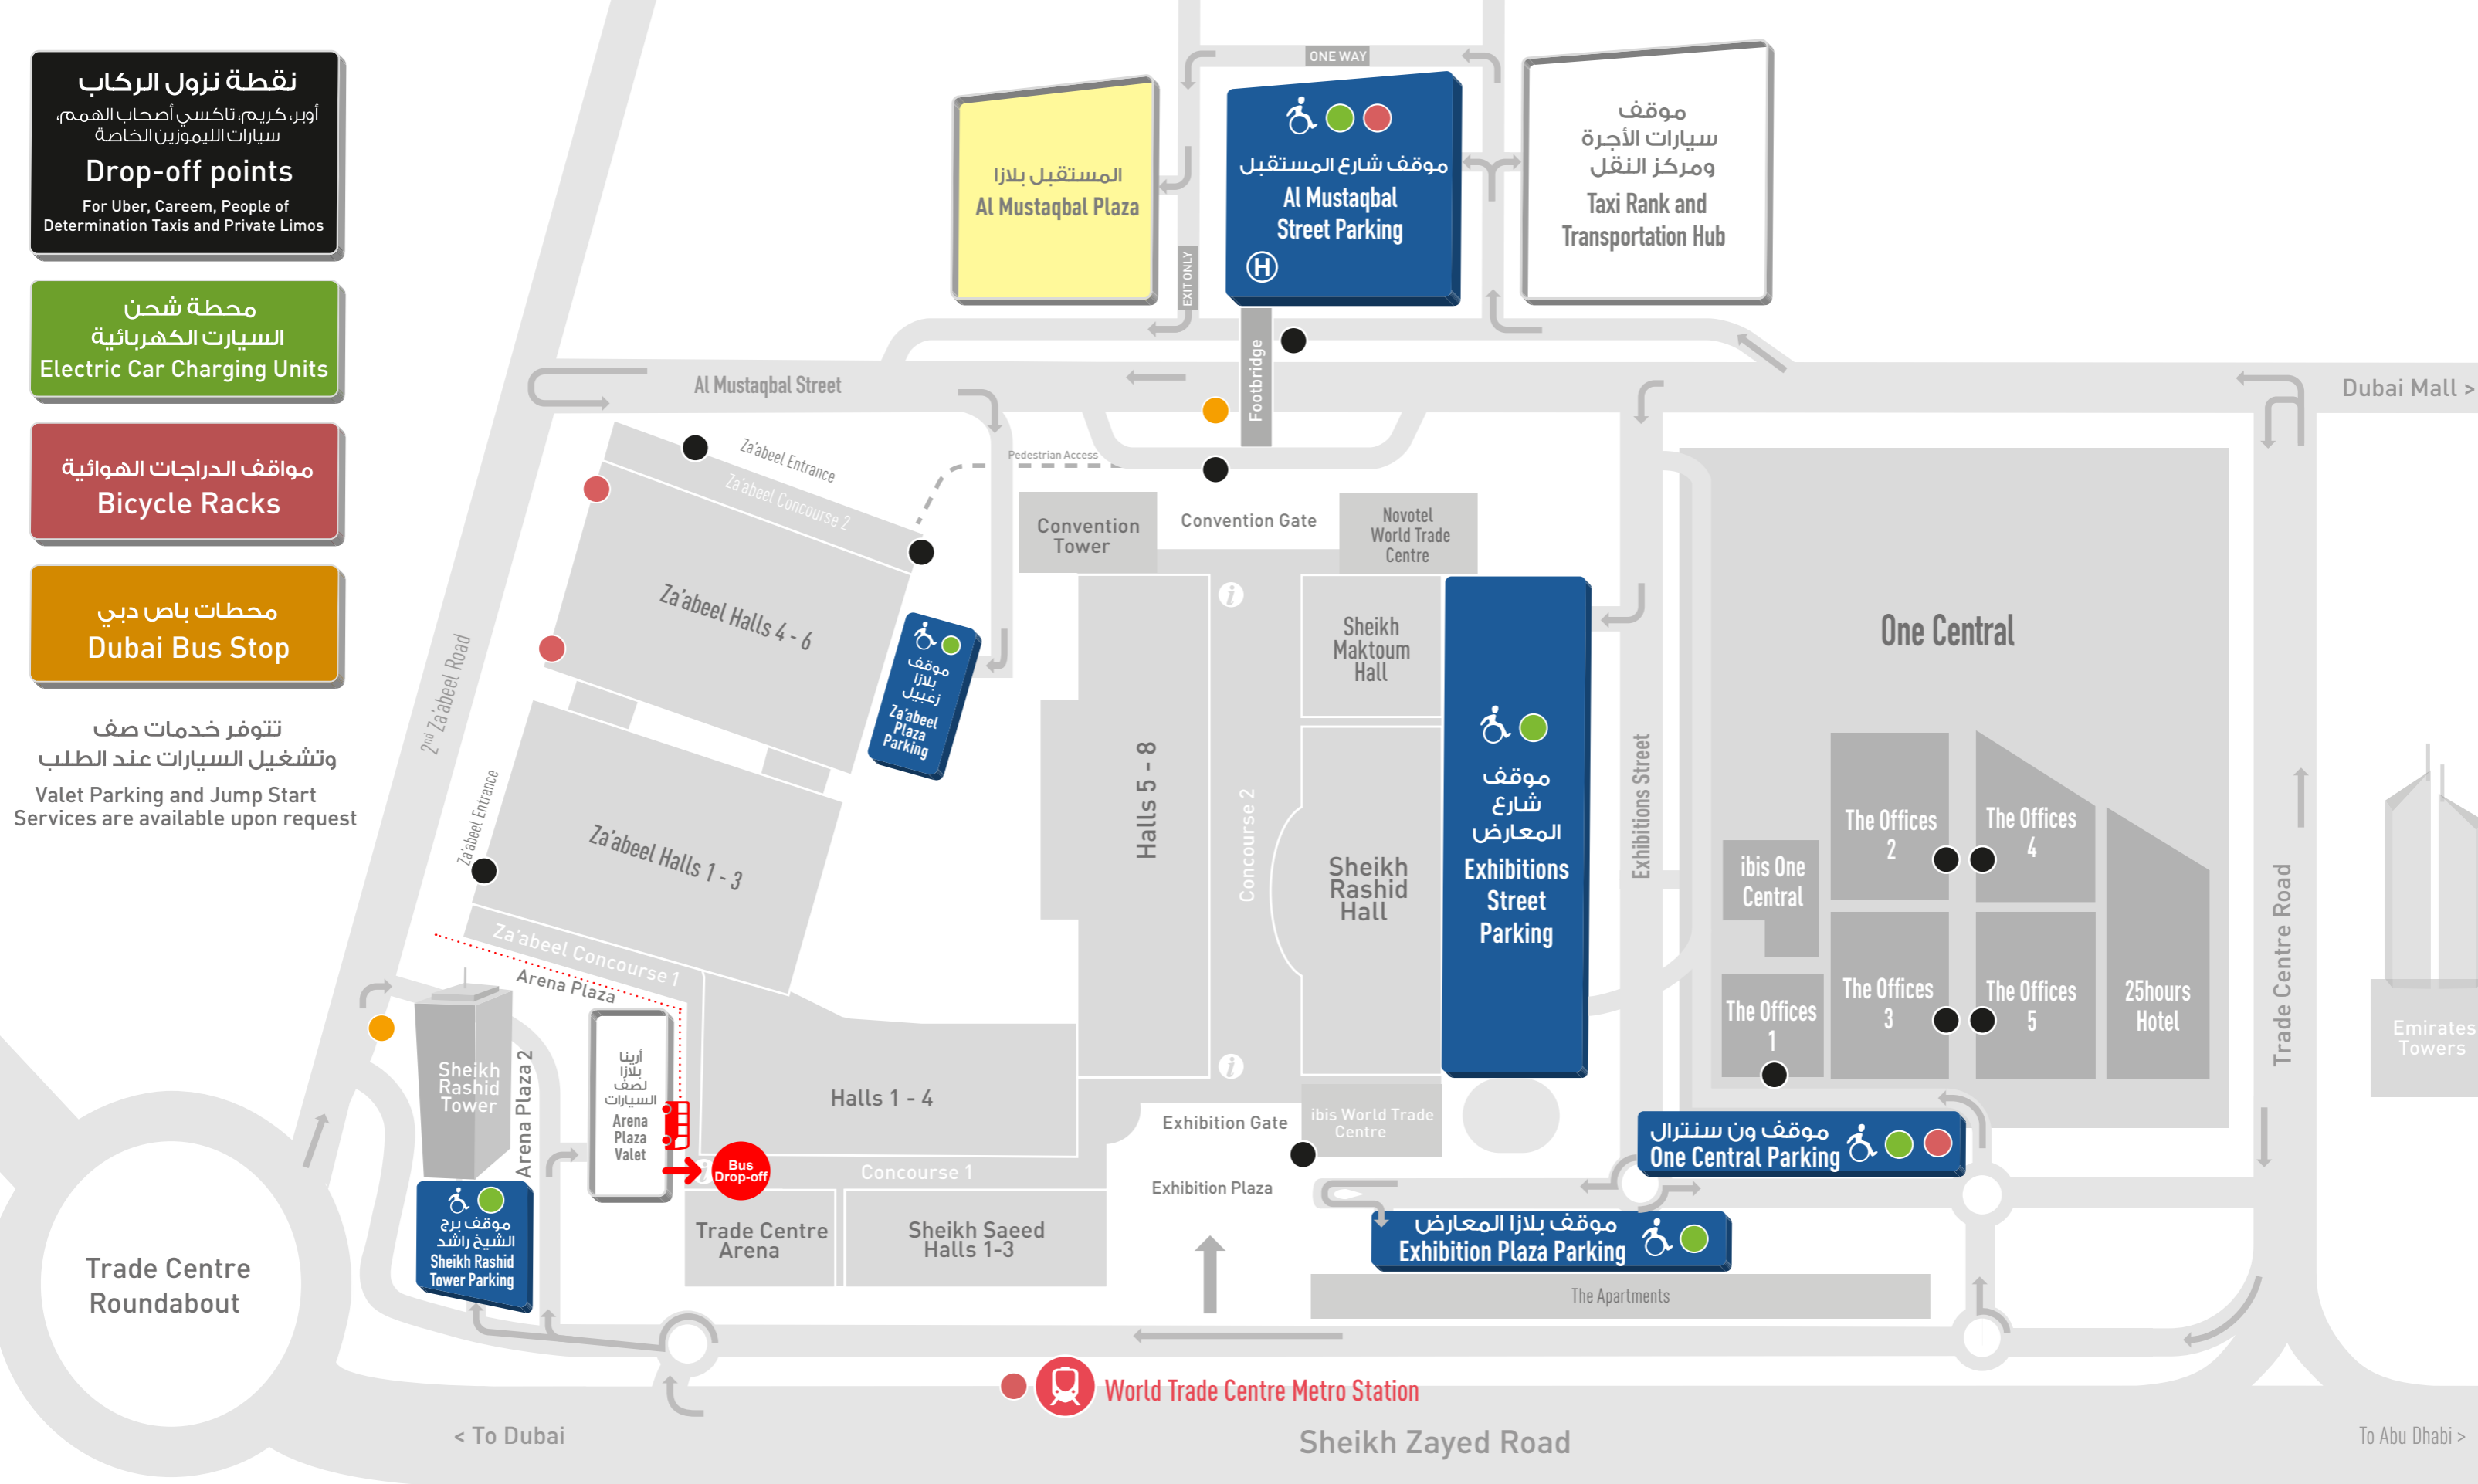 نقطة نزول الركاب
أوبر، كريم، تاكسي أصحاب الهمم،
سيارات الليموزين الخاصة
Drop-off points
For Uber, Careem, People of
Determination Taxis and Private Limos
محطة شحن
السيارت الكهربائية
Electric Car Charging Units
مواقف الدراجات الهوائية
Bicycle Racks
محطات باص دبي
Dubai Bus Stop
تتوفر خدمات صف
وتشغيل السيارات عند الطلب
Valet Parking and Jump Start
Services are available upon request
ONE WAY
المستقبل بلازا
Al Mustaqbal Plaza
موقف شارع المستقبل
Al Mustaqbal
Street Parking
H
موقف
سيارات الأجرة
ومركز النقل
Taxi Rank and
Transportation Hub
EXIT ONLY
Footbridge
Al Mustaqbal Street
Dubai Mall >
Za'abeel Entrance
Za'abeel Concourse 2
Pedestrian Access
Convention
Tower
Convention Gate
Novotel
World Trade
Centre
Za'abeel Halls 4 - 6
موقف
بلازا
زعبيل
Za'abeel
Plaza
Parking
2nd Za'abeel Road
Za'abeel Entrance
Za'abeel Halls 1 - 3
Za'abeel Concourse 1
Arena Plaza
Halls 5 - 8
Concourse 2
i
i
Sheikh
Maktoum
Hall
Sheikh
Rashid
Hall
موقف
شارع
المعارض
Exhibitions
Street
Parking
Exhibitions Street
One Central
ibis One
Central
The Offices
1
The Offices
2
The Offices
3
The Offices
4
The Offices
5
25hours
Hotel
Trade Centre Road
Emirates
Towers
Sheikh
Rashid
Tower
Arena Plaza 2
أرينا
بلازا
لصف
السيارات
Arena
Plaza
Valet
Bus
Drop-off
i
Halls 1 - 4
Concourse 1
Exhibition Gate
ibis World Trade
Centre
Exhibition Plaza
موقف ون سنترال
One Central Parking
موقف بلازا المعارض
Exhibition Plaza Parking
The Apartments
موقف برج
الشيخ راشد
Sheikh Rashid
Tower Parking
Trade Centre
Arena
Sheikh Saeed
Halls 1-3
Trade Centre
Roundabout
World Trade Centre Metro Station
< To Dubai
Sheikh Zayed Road
To Abu Dhabi >